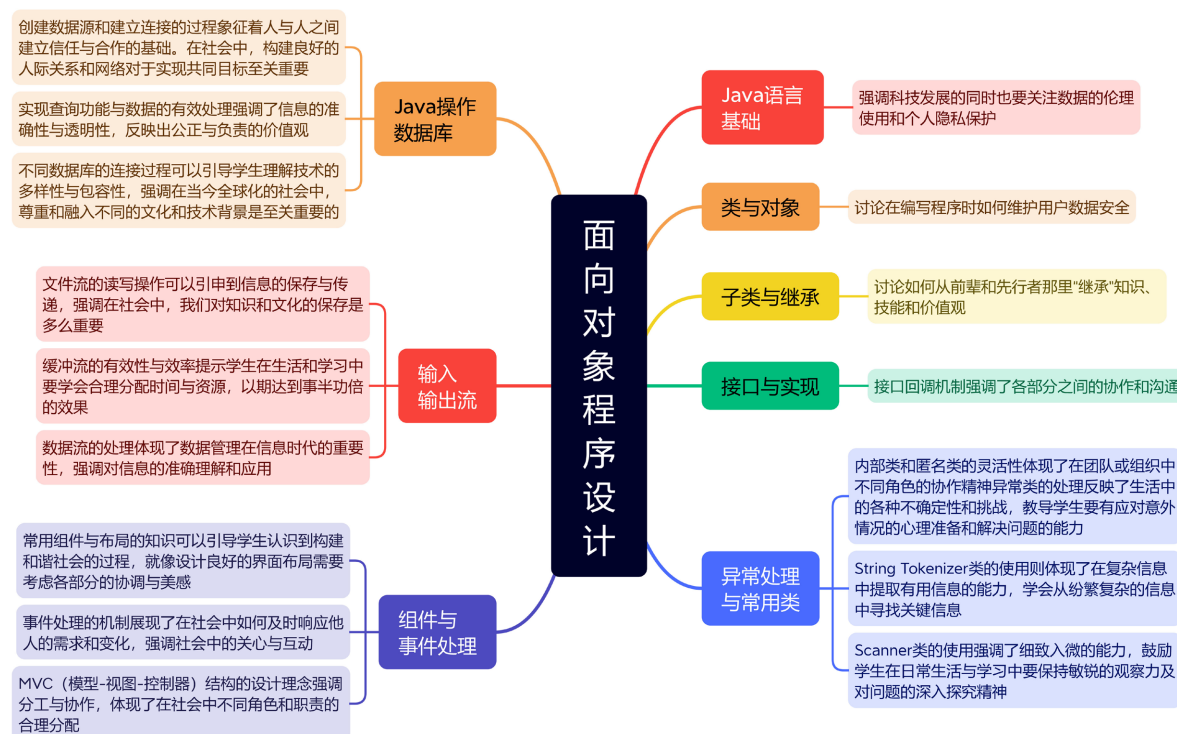 面
向
对
象
程
序
设
计
Java语言
基础
强调科技发展的同时也要关注数据的伦理
使用和个人隐私保护
类与对象
讨论在编写程序时如何维护用户数据安全
子类与继承
讨论如何从前辈和先行者那里"继承"知识、
技能和价值观
接口与实现
接口回调机制强调了各部分之间的协作和沟通
异常处理
与常用类
内部类和匿名类的灵活性体现了在团队或组织中
不同角色的协作精神异常类的处理反映了生活中
的各种不确定性和挑战，教导学生要有应对意外
情况的心理准备和解决问题的能力
String Tokenizer类的使用则体现了在复杂信息
中提取有用信息的能力，学会从纷繁复杂的信息
中寻找关键信息
Scanner类的使用强调了细致入微的能力，鼓励
学生在日常生活与学习中要保持敏锐的观察力及
对问题的深入探究精神
Java操作
数据库
创建数据源和建立连接的过程象征着人与人之间
建立信任与合作的基础。在社会中，构建良好的
人际关系和网络对于实现共同目标至关重要
实现查询功能与数据的有效处理强调了信息的准
确性与透明性，反映出公正与负责的价值观
不同数据库的连接过程可以引导学生理解技术的
多样性与包容性，强调在当今全球化的社会中，
尊重和融入不同的文化和技术背景是至关重要的
输入
输出流
文件流的读写操作可以引申到信息的保存与传
递，强调在社会中，我们对知识和文化的保存是
多么重要
缓冲流的有效性与效率提示学生在生活和学习中
要学会合理分配时间与资源，以期达到事半功倍
的效果
数据流的处理体现了数据管理在信息时代的重要
性，强调对信息的准确理解和应用
组件与
事件处理
常用组件与布局的知识可以引导学生认识到构建
和谐社会的过程，就像设计良好的界面布局需要
考虑各部分的协调与美感
事件处理的机制展现了在社会中如何及时响应他
人的需求和变化，强调社会中的关心与互动
MVC（模型-视图-控制器）结构的设计理念强调
分工与协作，体现了在社会中不同角色和职责的
合理分配